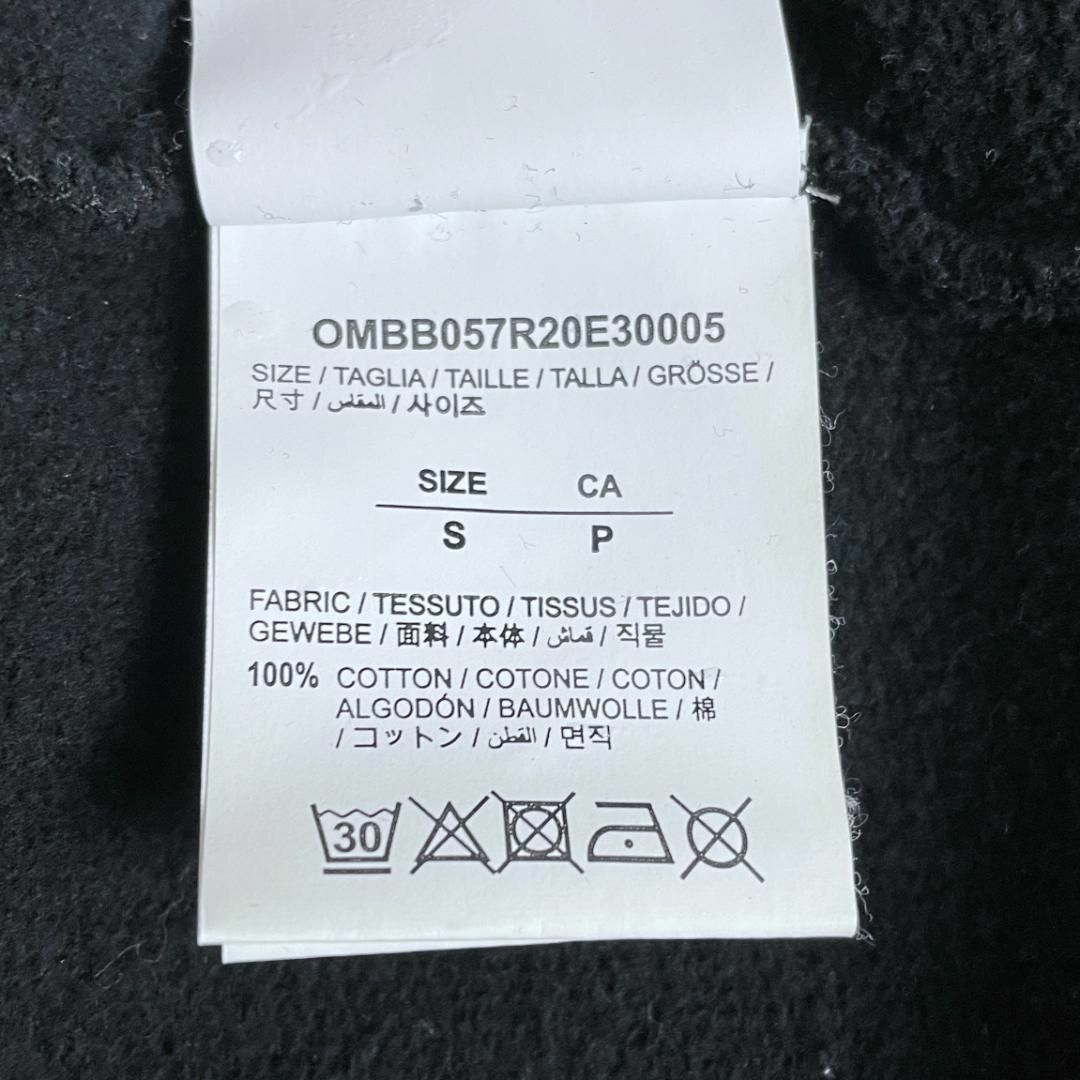 OMBB057R20E30005
SIZE / TAGLIA / TAILLE / TALLA / GRÖSSE /
尺寸 / المقاس / 사이즈
SIZE CA
S P
FABRIC / TESSUTO / TISSUS / TEJIDO /
GEWEBE / 面料 / 本体 / قماش / 직물
100% COTTON / COTONE / COTON /
ALGODÓN / BAUMWOLLE / 棉
/ コットン / القطن / 면직
30